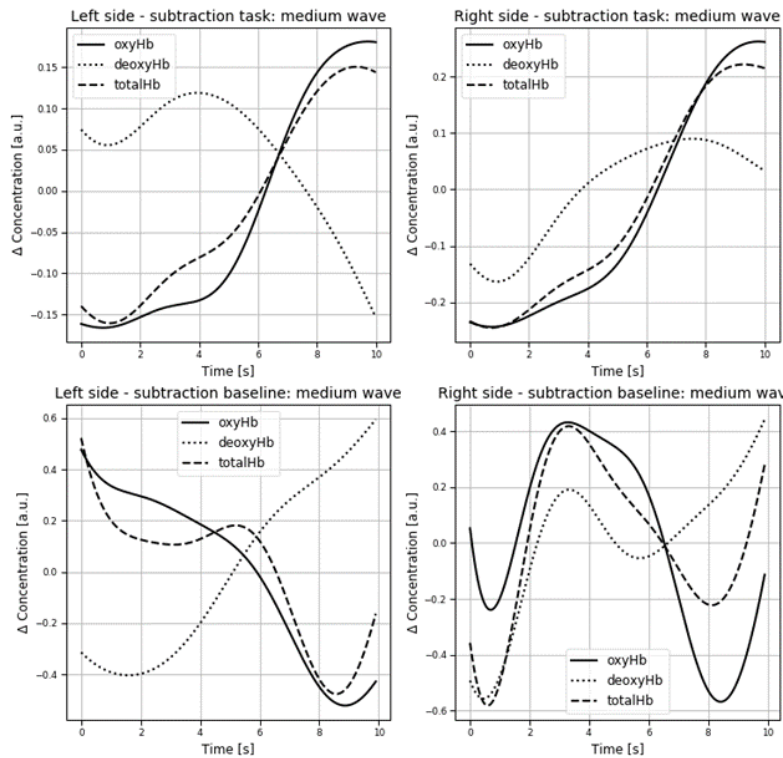 Left side - subtraction task: medium wave
oxyHb
deoxyHb
totalHb
0.15
0.10
0.05
0.00
−0.05
−0.10
−0.15
Δ Concentration [a.u.]
0 2 4 6 8 10
Time [s]
Right side - subtraction task: medium wave
oxyHb
deoxyHb
totalHb
0.2
0.1
0.0
−0.1
−0.2
Δ Concentration [a.u.]
0 2 4 6 8 10
Time [s]
Left side - subtraction baseline: medium wave
oxyHb
deoxyHb
totalHb
0.6
0.4
0.2
0.0
−0.2
−0.4
Δ Concentration [a.u.]
0 2 4 6 8 10
Time [s]
Right side - subtraction baseline: medium wav
0.4
0.2
0.0
−0.2
−0.4
−0.6
Δ Concentration [a.u.]
oxyHb
deoxyHb
totalHb
0 2 4 6 8 10
Time [s]